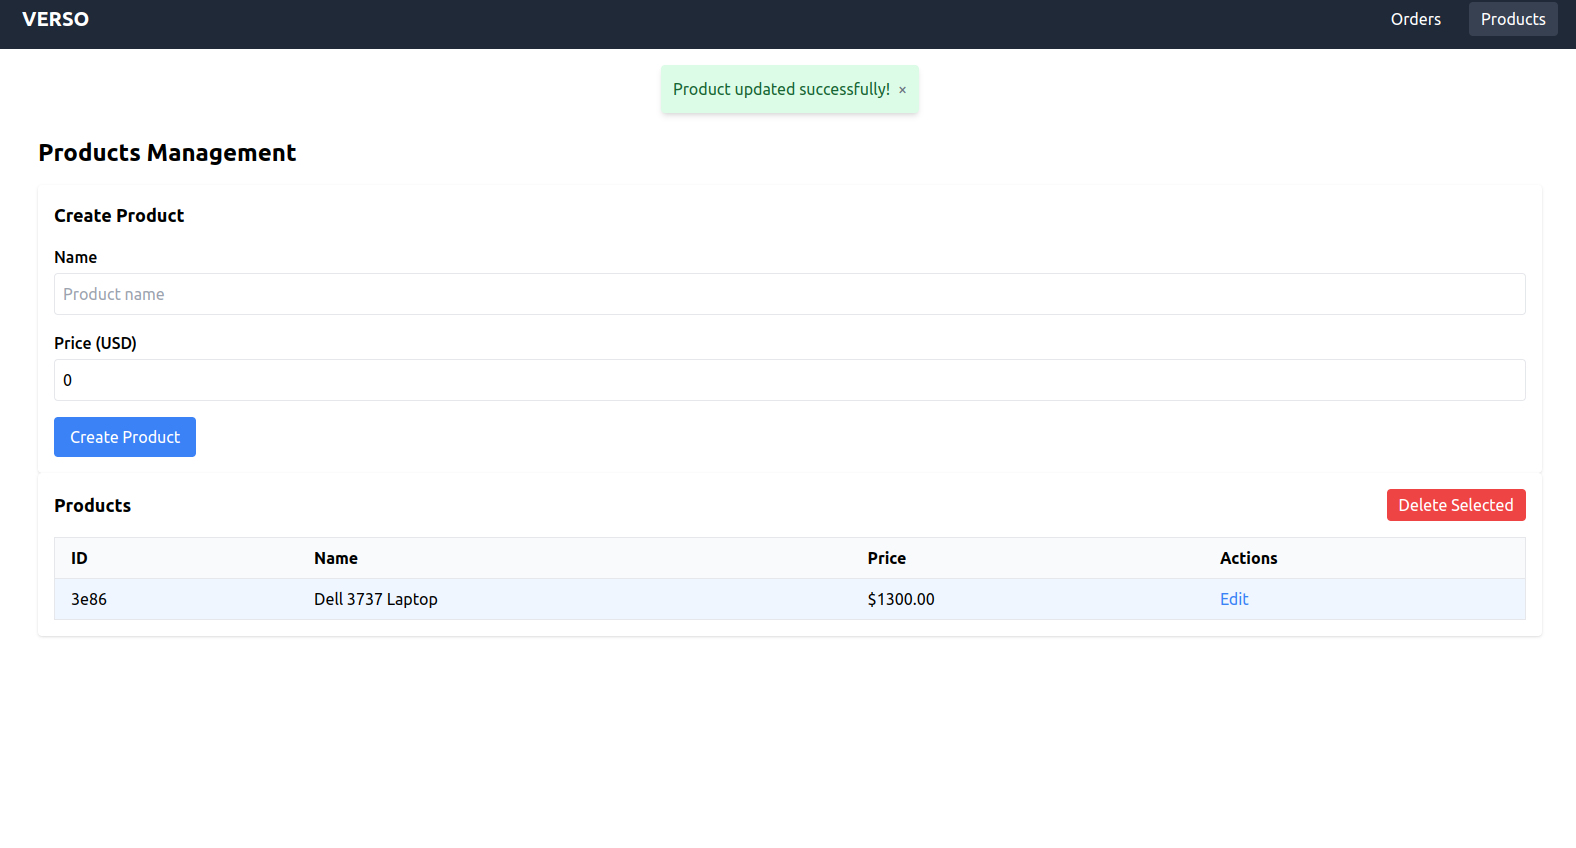 VERSO Orders Products
Product updated successfully! ×
Products Management
Create Product
Name
Product name
Price (USD)
0
Create Product
Products Delete Selected
ID Name Price Actions
3e86 Dell 3737 Laptop $1300.00 Edit